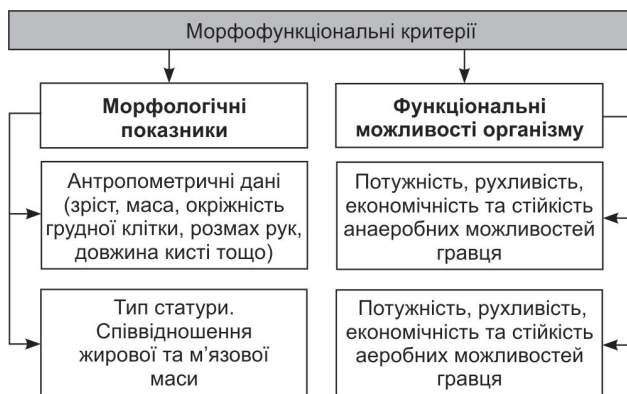 Морфофункціональні критерії
Морфологічні
показники
Функціональні
можливості організму
Антропометричні дані
(зріст, маса, окріжність
грудної клітки, розмах рук,
довжина кисті тощо)
Потужність, рухливість,
економічність та стійкість
анаеробних можливостей
гравця
Тип статури.
Співвідношення
жирової та м’язової
маси
Потужність, рухливість,
економічність та стійкість
аеробних можливостей
гравця